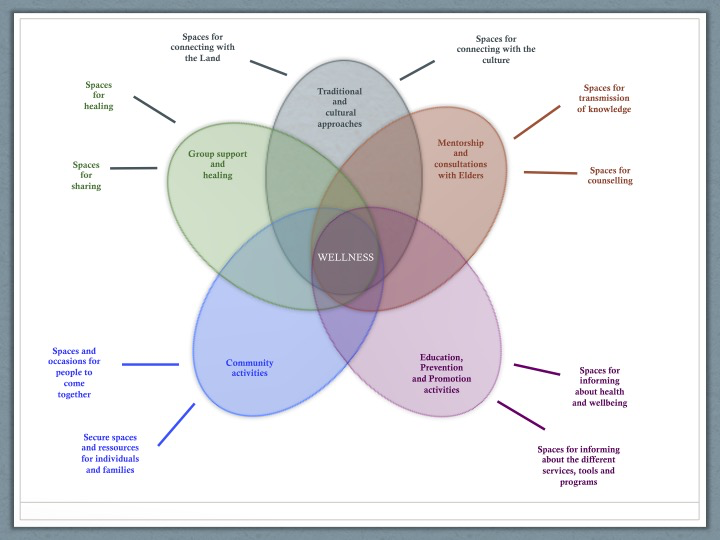 Spaces for
connecting with
the Land
Spaces for
connecting with the
culture
Spaces
for
healing
Traditional
and
cultural
approaches
Spaces for
transmission
of knowledge
Group support
and
healing
Mentorship
and
consultations
with Elders
Spaces
for
sharing
Spaces for
counselling
WELLNESS
Spaces and
occasions for
people to
come
together
Community
activities
Education,
Prevention
and Promotion
activities
Spaces for
informing
about health
and wellbeing
Secure spaces
and ressources
for individuals
and families
Spaces for informing
about the different
services, tools and
programs